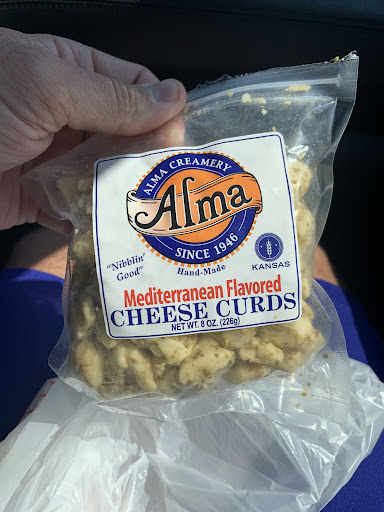 ALMA CREAMERY
Alma
SINCE 1946
"Nibblin'
Good"
Hand-Made
KANSAS
Mediterranean Flavored
CHEESE CURDS
NET WT. 8 OZ. (226g)